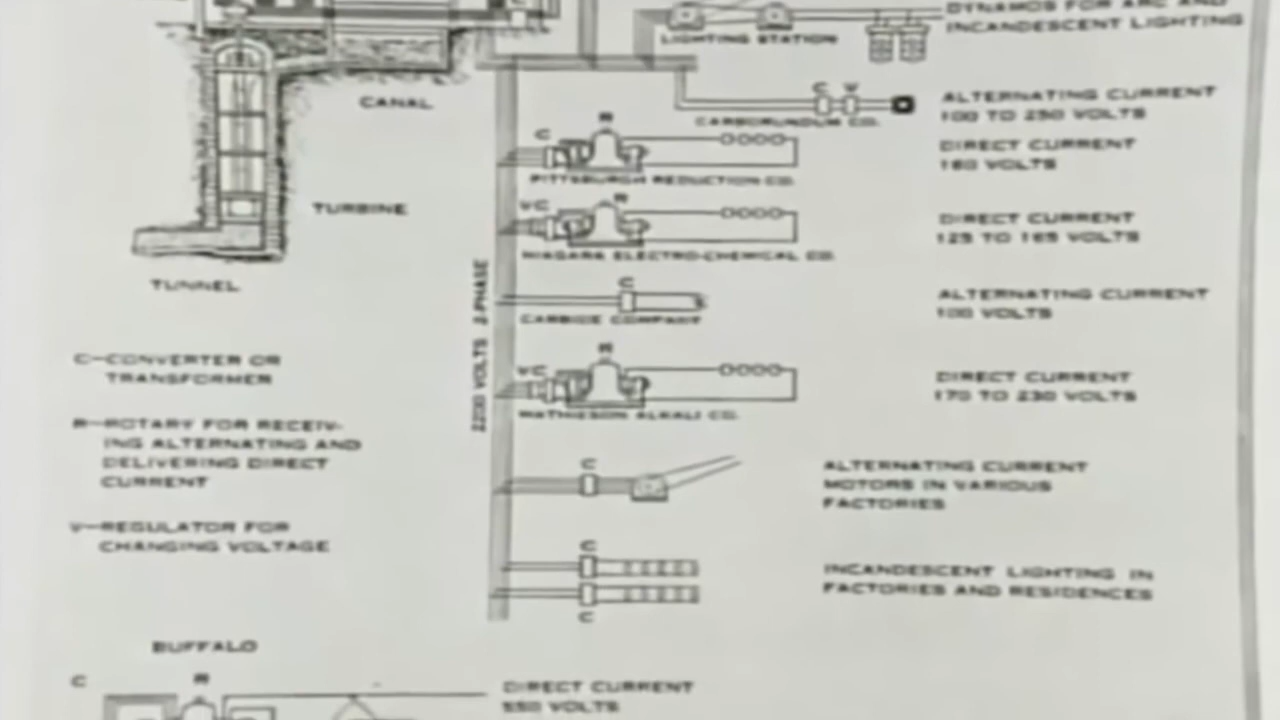 DYNAMOS FOR ARC AND
INCANDESCENT LIGHTING
LIGHTING STATION
CANAL
C V
ALTERNATING CURRENT
100 TO 250 VOLTS
CARBORUNDUM CO.
C R
DIRECT CURRENT
160 VOLTS
PITTSBURGH REDUCTION CO.
TURBINE
VC R
DIRECT CURRENT
125 TO 165 VOLTS
NIAGARA ELECTRO-CHEMICAL CO.
TUNNEL
C
ALTERNATING CURRENT
100 VOLTS
CARBIDE COMPANY
2200 VOLTS 2-PHASE
C-CONVERTER OR
TRANSFORMER
VC R
DIRECT CURRENT
170 TO 230 VOLTS
MATHIESON ALKALI CO.
R-ROTARY FOR RECEIV-
ING ALTERNATING AND
DELIVERING DIRECT
CURRENT
C
ALTERNATING CURRENT
MOTORS IN VARIOUS
FACTORIES
V-REGULATOR FOR
CHANGING VOLTAGE
C
INCANDESCENT LIGHTING IN
FACTORIES AND RESIDENCES
C
BUFFALO
C R
DIRECT CURRENT
550 VOLTS